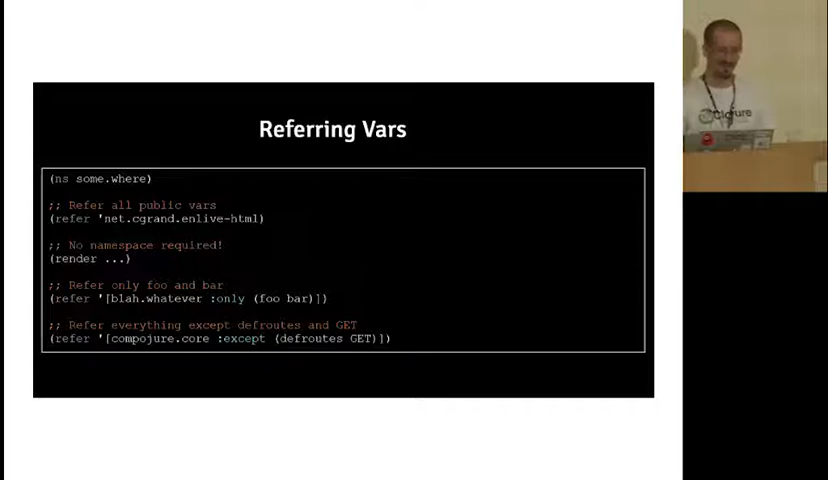 Referring Vars
(ns some.where)
;; Refer all public vars
(refer 'net.cgrand.enlive-html)
;; No namespace required!
(render ...)
;; Refer only foo and bar
(refer '[blah.whatever :only (foo bar)])
;; Refer everything except defroutes and GET
(refer '[compojure.core :except (defroutes GET)])
Clojure